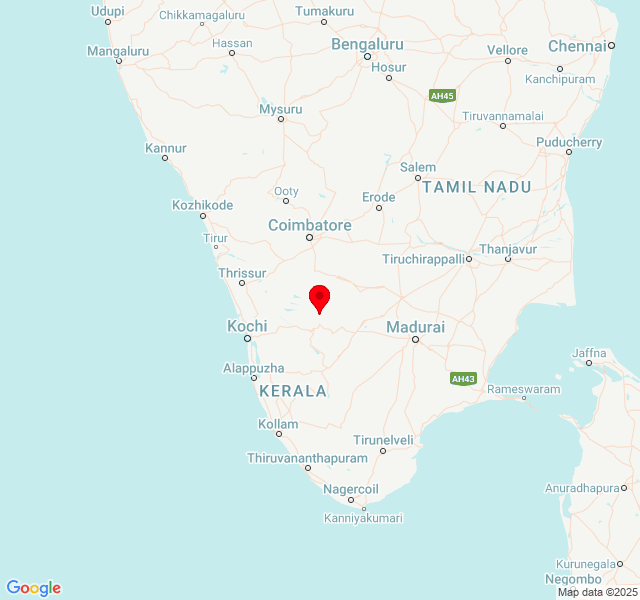 Udupi
Chikkamagaluru
Tumakuru
Mangaluru
Hassan
Bengaluru
Vellore
Chennai
Hosur
Kanchipuram
AH45
Mysuru
Tiruvannamalai
Kannur
Puducherry
Salem
TAMIL NADU
Ooty
Erode
Kozhikode
Coimbatore
Tirur
Thanjavur
Tiruchirappalli
Thrissur
Kochi
Madurai
Jaffna
Alappuzha
AH43
KERALA
Rameswaram
Kollam
Tirunelveli
Thiruvananthapuram
Nagercoil
Anuradhapura
Kanniyakumari
Kurunegala
Negombo
Google
Map data ©2025